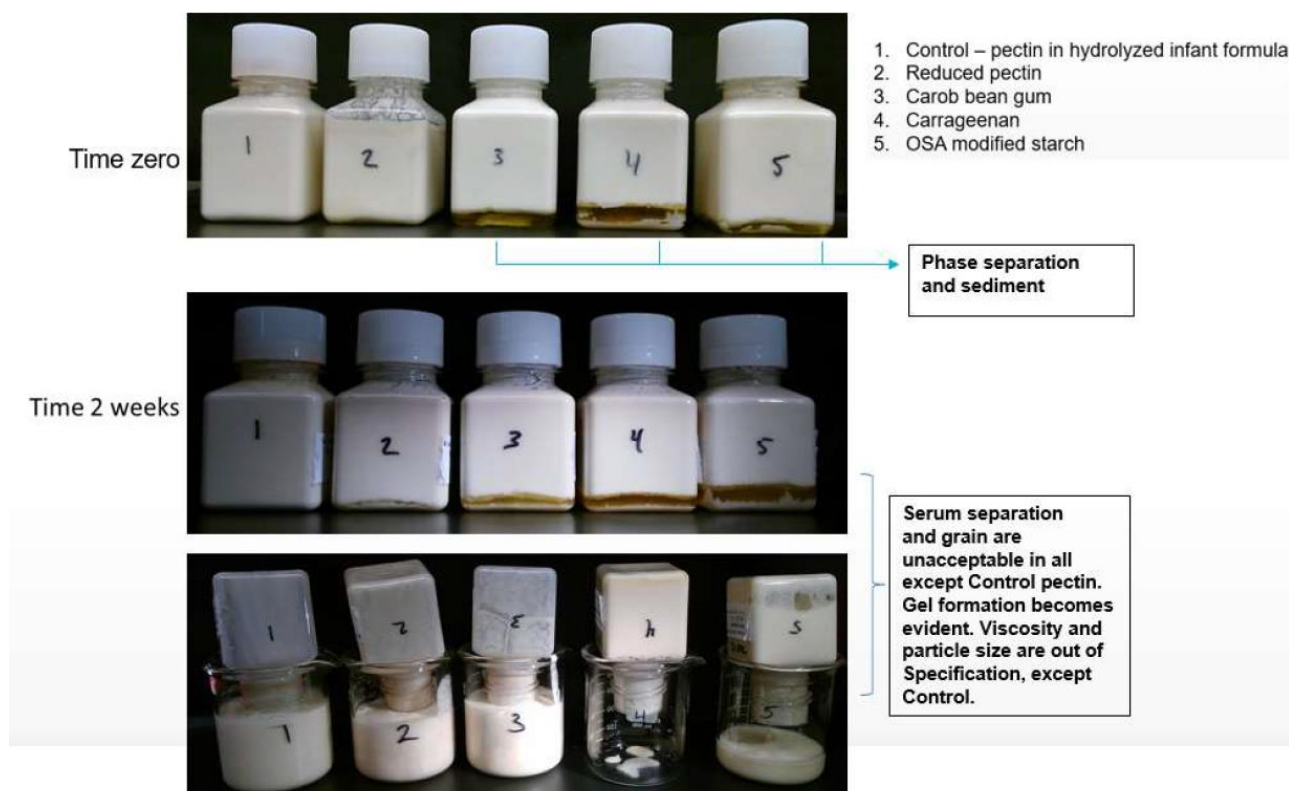 1. Control – pectin in hydrolyzed infant formula
2. Reduced pectin
3. Carob bean gum
4. Carrageenan
5. OSA modified starch
Time zero
1 2 3 4 5
Phase separation
and sediment
Time 2 weeks
1 2 3 4 5
Serum separation
and grain are
unacceptable in all
except Control pectin.
Gel formation becomes
evident. Viscosity and
particle size are out of
Specification, except
Control.
1 2 3 4 5
1 2 3 4 5